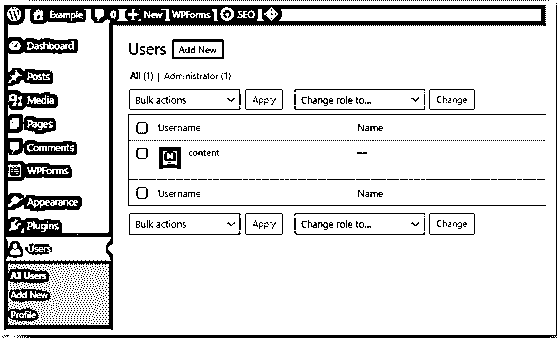 Example 0 New WPForms SEO
Dashboard
Posts
Media
Pages
Comments
WPForms
Appearance
Plugins
Users
All Users
Add New
Profile
Users Add New
All (1) | Administrator (1)
Bulk actions Apply Change role to... Change
Username Name
content —
Username Name
Bulk actions Apply Change role to... Change